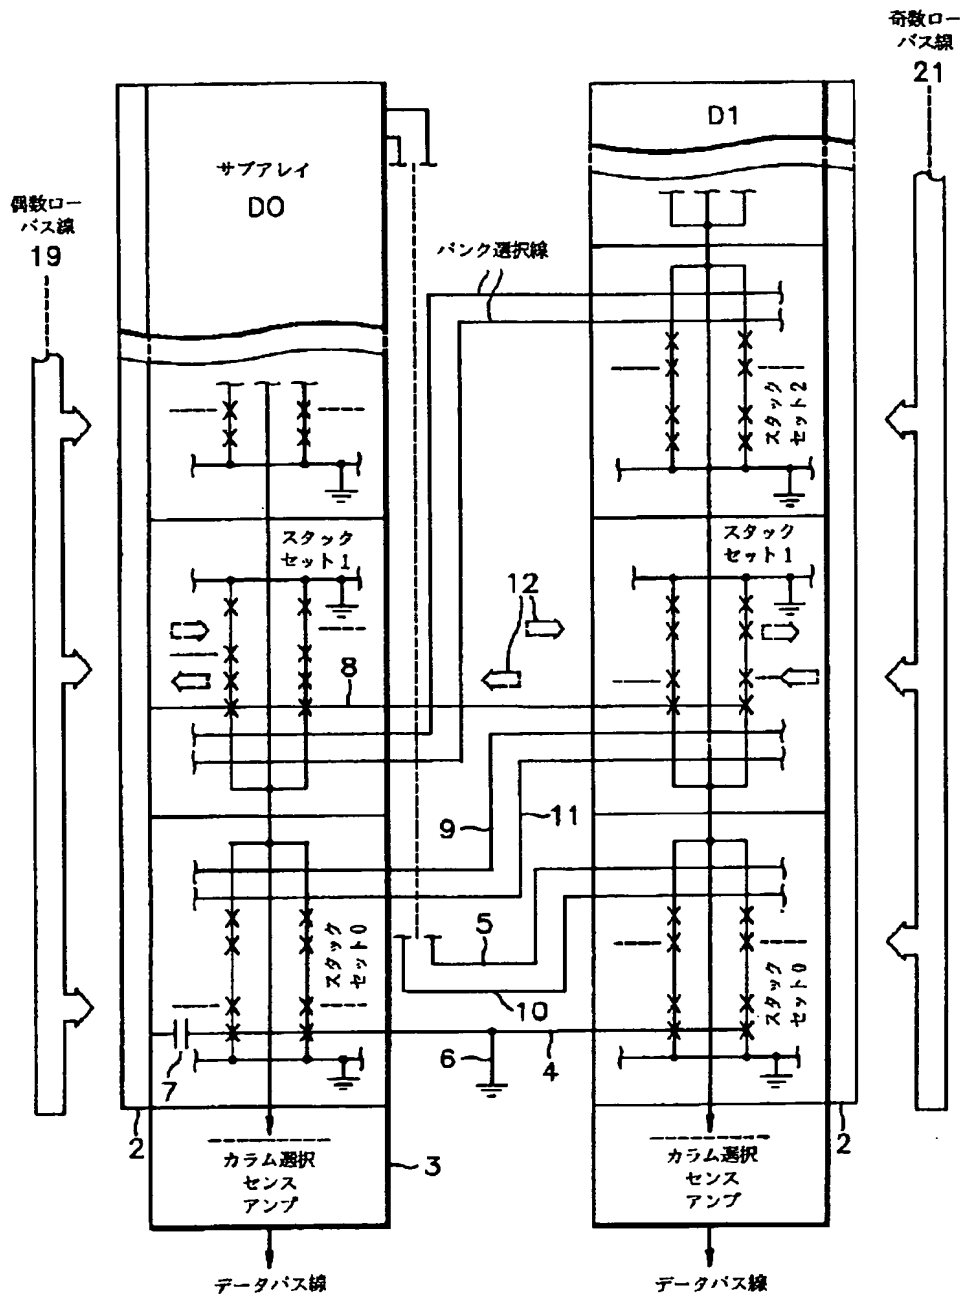 奇数ロー
バス線
21
D1
サブアレイ
D0
偶数ロー
バス線
19
バンク選択線
スタック
セット2
スタック
セット1
スタック
セット1
12
8
9
11
スタック
セット0
5
10
スタック
セット0
7
6
4
2
3
2
カラム選択
センス
アンプ
カラム選択
センス
アンプ
データバス線
データバス線